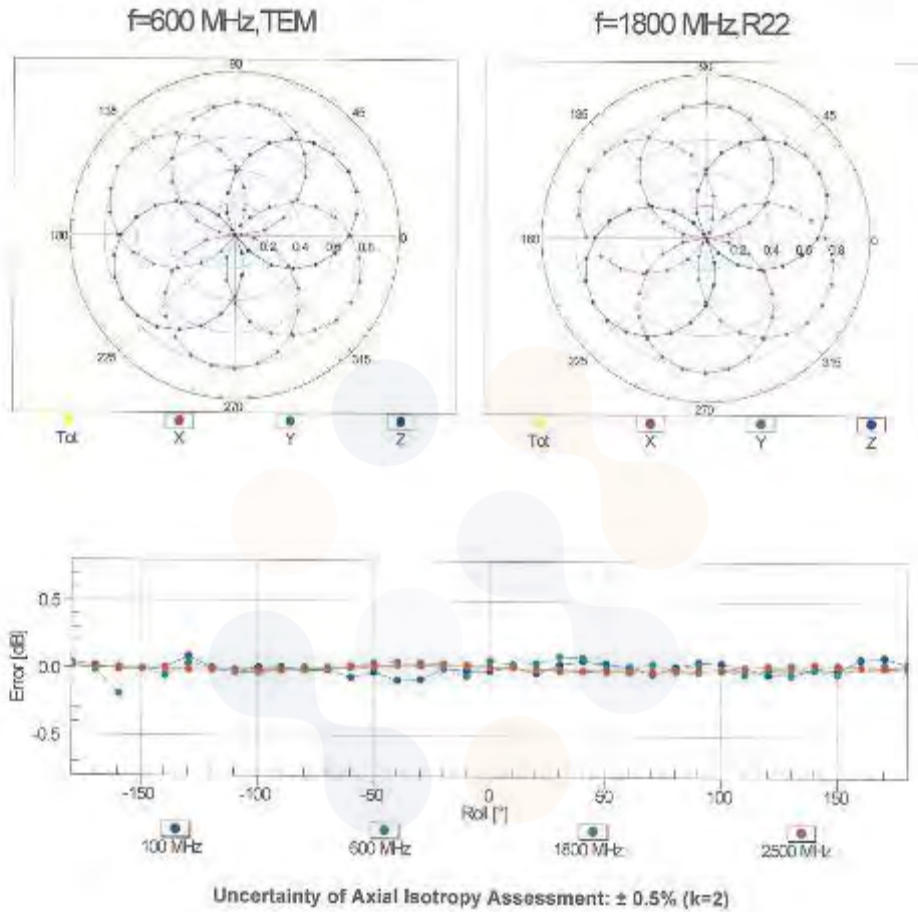 f=600 MHz,TEM
f=1800 MHz,R22
90
135
45
180
0
0.2
0.4
0.6
0.8
225
315
270
Tot
X
Y
Z
90
135
45
180
0
0.2
0.4
0.6
0.8
225
315
270
Tot
X
Y
Z
Error [dB]
0.5
0.0
-0.5
-150
-100
-50
0
50
100
150
Roll [°]
100 MHz
600 MHz
1800 MHz
2500 MHz
Uncertainty of Axial Isotropy Assessment: ± 0.5% (k=2)